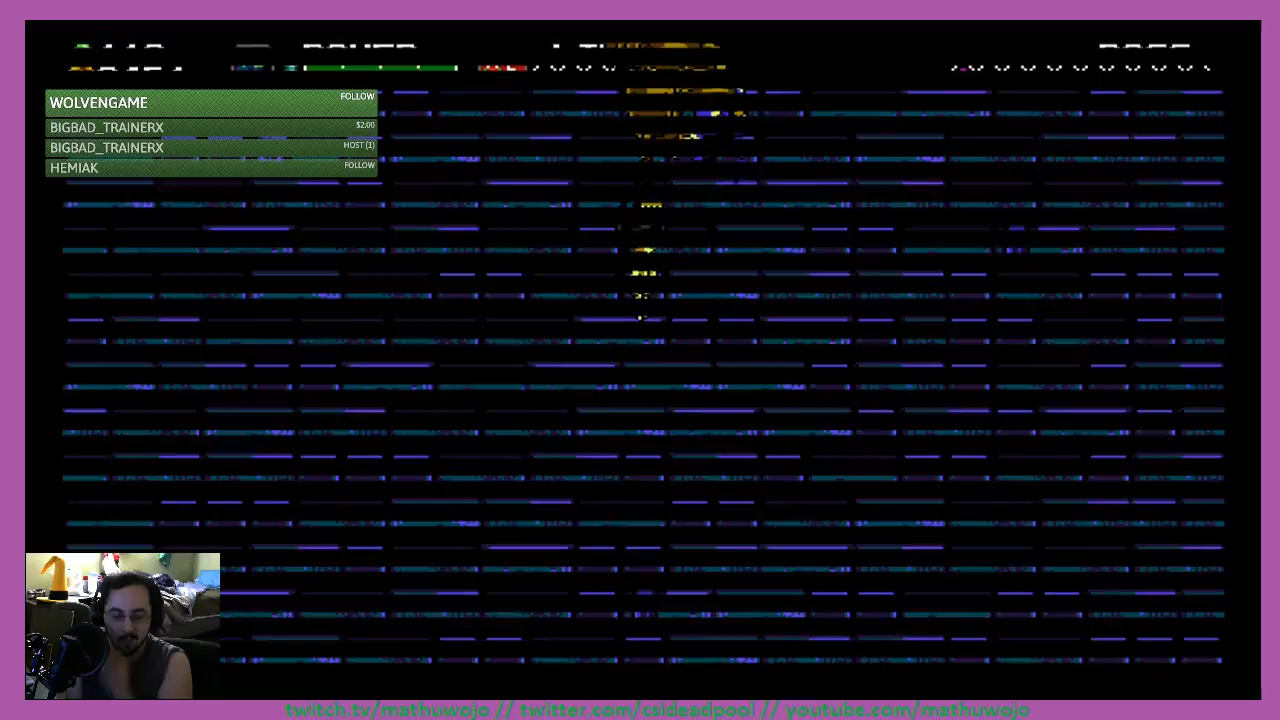 WOLVENGAME FOLLOW
BIGBAD_TRAINERX $2.00
BIGBAD_TRAINERX HOST (1)
HEMIAK FOLLOW
twitch.tv/mathuwojo // twitter.com/csideadpool // youtube.com/mathuwojo